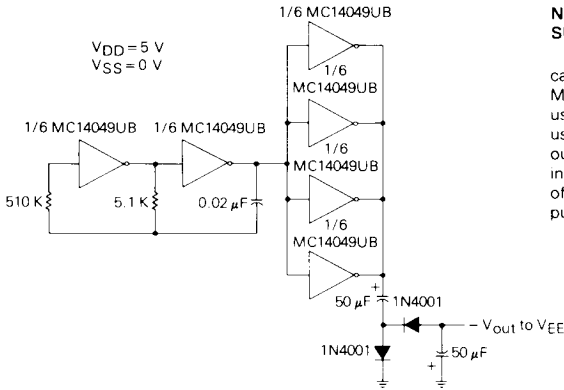 1/6 MC14049UB
VDD = 5 V
VSS = 0 V
1/6
MC14049UB
1/6 MC14049UB 1/6 MC14049UB
1/6
MC14049UB
510 K
5.1 K
0.02 µF
1/6
MC14049UB
+
50 µF
1N4001
– Vout to VEE
1N4001
+
50 µF
N
ca
M
us
us
ou
in
of
pu